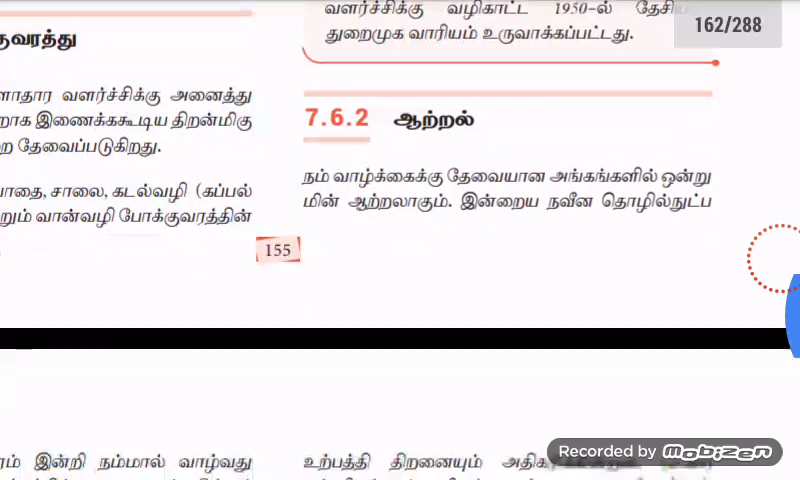 குவரத்து
ளாதார வளர்ச்சிக்கு அனைத்து
றாக இணைக்ககூடிய திறன்மிகு
ற தேவைப்படுகிறது.
பாதை, சாலை, கடல்வழி (கப்பல்
றும் வான்வழி போக்குவரத்தின்
வளர்ச்சிக்கு வழிகாட்ட 1950-ல் தேசிய
துறைமுக வாரியம் உருவாக்கப்பட்டது.
162/288
7.6.2 ஆற்றல்
நம் வாழ்க்கைக்கு தேவையான அங்கங்களில் ஒன்று
மின் ஆற்றலாகும். இன்றைய நவீன தொழில்நுட்ப
155
ரம் இன்றி நம்மால் வாழ்வது
உற்பத்தி திறனையும்
Recorded by mobizen